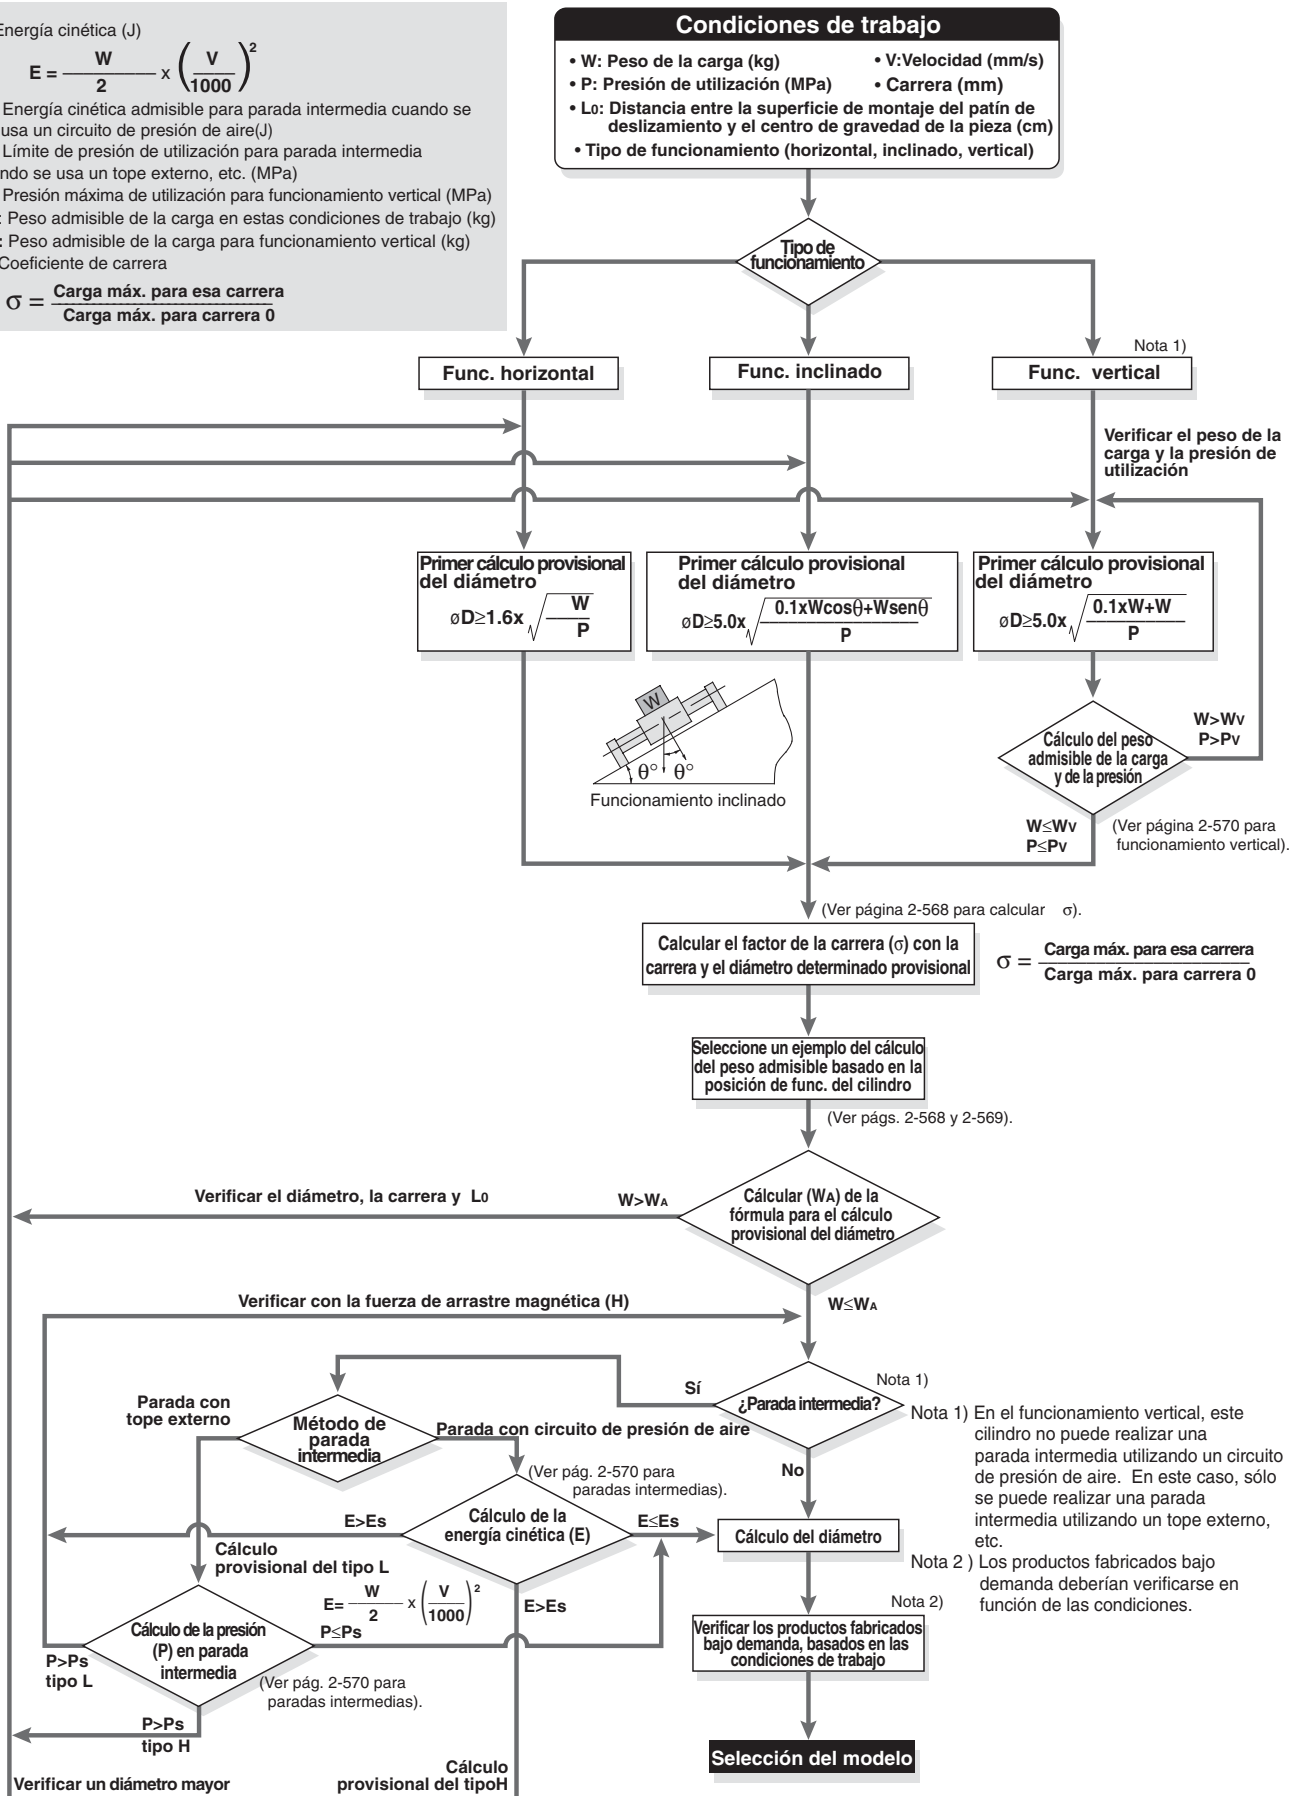 Energía cinética (J)
E = W/2 x (V/1000)²
Energía cinética admisible para parada intermedia cuando se
usa un circuito de presión de aire(J)
Límite de presión de utilización para parada intermedia
ndo se usa un tope externo, etc. (MPa)
Presión máxima de utilización para funcionamiento vertical (MPa)
: Peso admisible de la carga en estas condiciones de trabajo (kg)
: Peso admisible de la carga para funcionamiento vertical (kg)
Coeficiente de carrera
σ = Carga máx. para esa carrera
Carga máx. para carrera 0
Condiciones de trabajo
• W: Peso de la carga (kg) • V:Velocidad (mm/s)
• P: Presión de utilización (MPa) • Carrera (mm)
• L0: Distancia entre la superficie de montaje del patín de
deslizamiento y el centro de gravedad de la pieza (cm)
• Tipo de funcionamiento (horizontal, inclinado, vertical)
Tipo de
funcionamiento
Nota 1)
Func. horizontal
Func. inclinado
Func. vertical
Verificar el peso de la
carga y la presión de
utilización
Primer cálculo provisional
del diámetro
øD≥1.6x√W/P
Primer cálculo provisional
del diámetro
øD≥5.0x√0.1xWcosθ+Wsenθ/P
Primer cálculo provisional
del diámetro
øD≥5.0x√0.1xW+W/P
W
θ° θ°
Funcionamiento inclinado
Cálculo del peso
admisible de la carga
y de la presión
W>WV
P>PV
W≤WV
P≤PV
(Ver página 2-570 para
funcionamiento vertical).
(Ver página 2-568 para calcular σ).
Calcular el factor de la carrera (σ) con la
carrera y el diámetro determinado provisional
σ = Carga máx. para esa carrera
Carga máx. para carrera 0
Seleccione un ejemplo del cálculo
del peso admisible basado en la
posición de func. del cilindro
(Ver págs. 2-568 y 2-569).
Verificar el diámetro, la carrera y L0
W>WA
Cálcular (WA) de la
fórmula para el cálculo
provisional del diámetro
Verificar con la fuerza de arrastre magnética (H)
W≤WA
Sí
¿Parada intermedia?
Nota 1)
No
Parada con
tope externo
Método de
parada
intermedia
Parada con circuito de presión de aire
(Ver pág. 2-570 para
paradas intermedias).
E>Es
Cálculo de la
energía cinética (E)
E≤Es
Cálculo del diámetro
Cálculo
provisional del tipo L
E= W/2 x (V/1000)²
E>Es
Cálculo de la presión
(P) en parada
intermedia
P≤Ps
P>Ps
tipo L
(Ver pág. 2-570 para
paradas intermedias).
P>Ps
tipo H
Verificar un diámetro mayor
Cálculo
provisional del tipoH
Nota 2)
Verificar los productos fabricados
bajo demanda, basados en las
condiciones de trabajo
Selección del modelo
Nota 1) En el funcionamiento vertical, este
cilindro no puede realizar una
parada intermedia utilizando un circuito
de presión de aire. En este caso, sólo
se puede realizar una parada
intermedia utilizando un tope externo,
etc.
Nota 2 ) Los productos fabricados bajo
demanda deberían verificarse en
función de las condiciones.